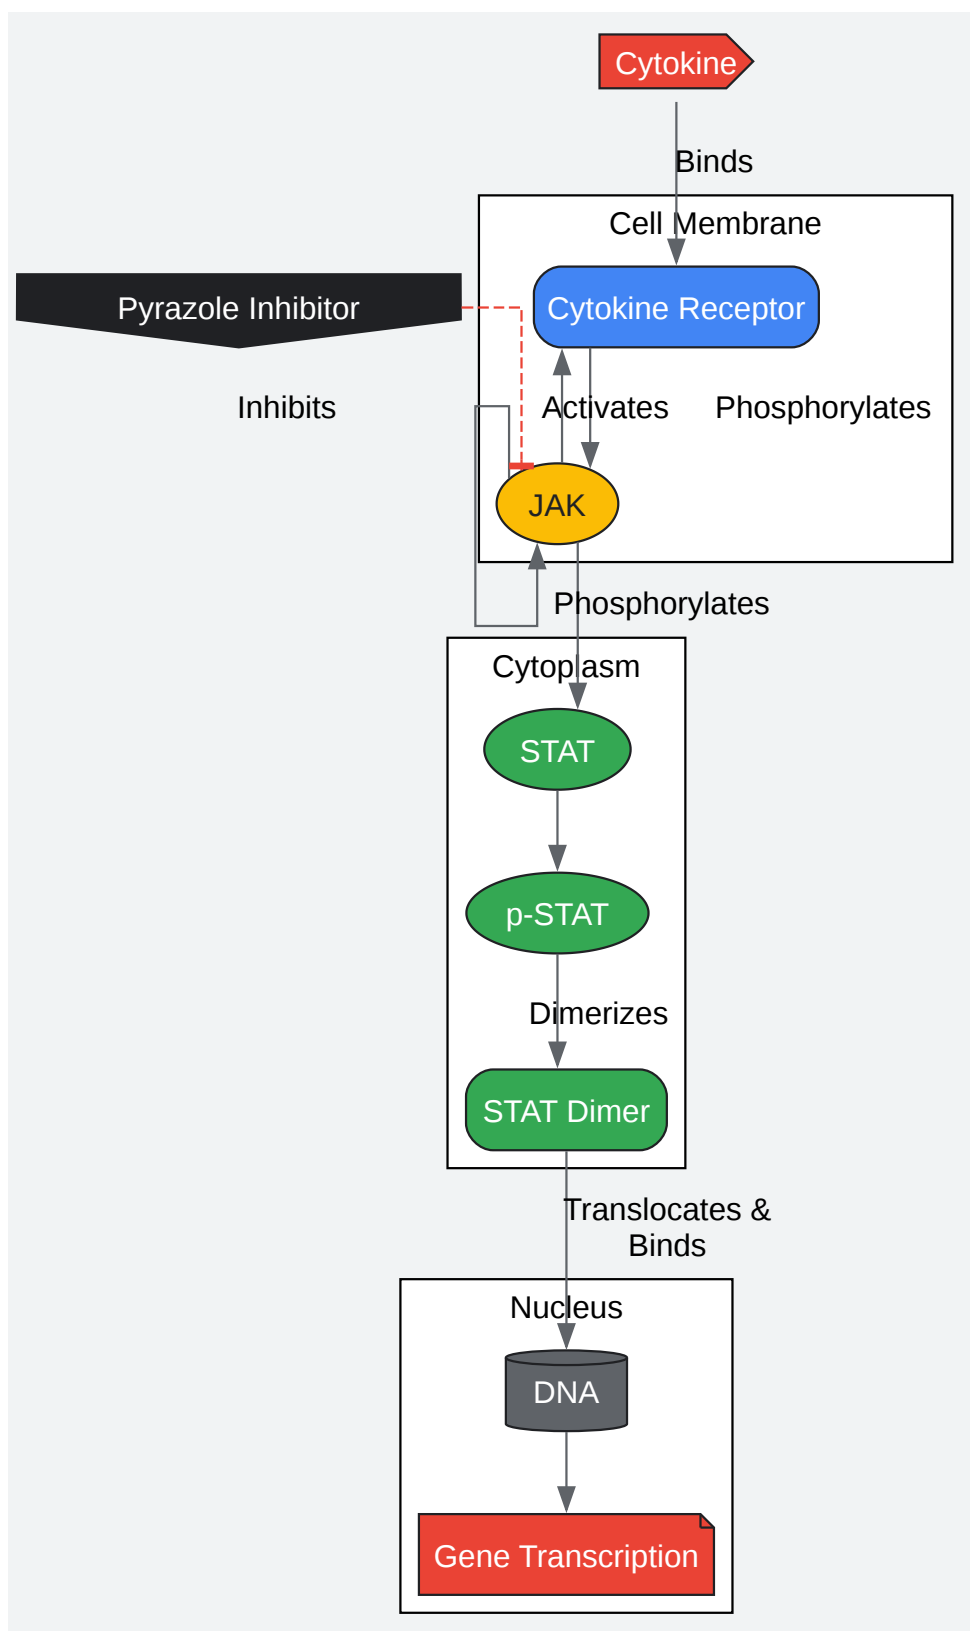 Cytokine
Binds
Cell Membrane
Pyrazole Inhibitor
Cytokine Receptor
Inhibits
Activates
Phosphorylates
JAK
Phosphorylates
Cytoplasm
STAT
p-STAT
Dimerizes
STAT Dimer
Translocates &
Binds
Nucleus
DNA
Gene Transcription